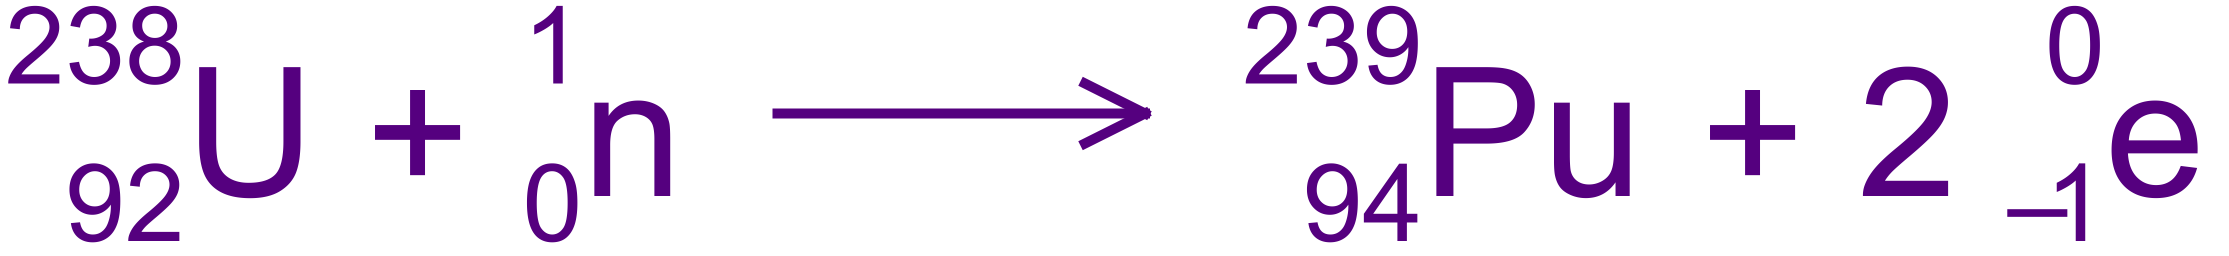 ²³⁸₉₂U + ¹₀n ⟶ ²³⁹₉₄Pu + 2 ⁰₋₁e